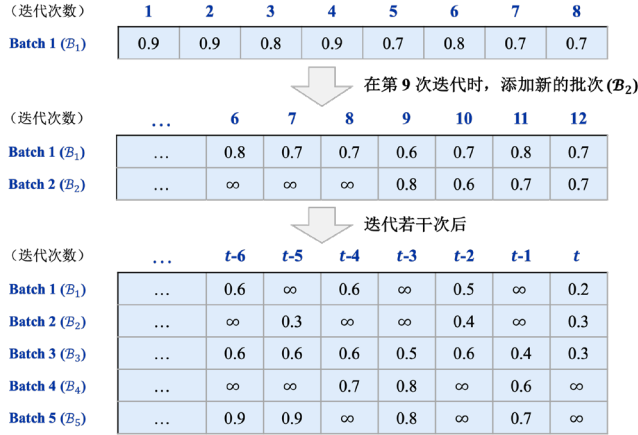 （迭代次数） 1 2 3 4 5 6 7 8
Batch 1 (ℬ₁) 0.9 0.9 0.8 0.9 0.7 0.8 0.7 0.7
在第 9 次迭代时，添加新的批次(ℬ₂)
（迭代次数） … 6 7 8 9 10 11 12
Batch 1 (ℬ₁) … 0.8 0.7 0.7 0.6 0.7 0.8 0.7
Batch 2 (ℬ₂) … ∞ ∞ ∞ 0.8 0.6 0.7 0.7
迭代若干次后
（迭代次数） … t-6 t-5 t-4 t-3 t-2 t-1 t
Batch 1 (ℬ₁) … 0.6 ∞ 0.6 ∞ 0.5 ∞ 0.2
Batch 2 (ℬ₂) … ∞ 0.3 ∞ ∞ 0.4 ∞ 0.3
Batch 3 (ℬ₃) … 0.6 0.6 0.6 0.5 0.6 0.4 0.3
Batch 4 (ℬ₄) … ∞ ∞ 0.7 0.8 ∞ 0.6 ∞
Batch 5 (ℬ₅) … 0.9 0.9 ∞ 0.8 ∞ 0.7 ∞